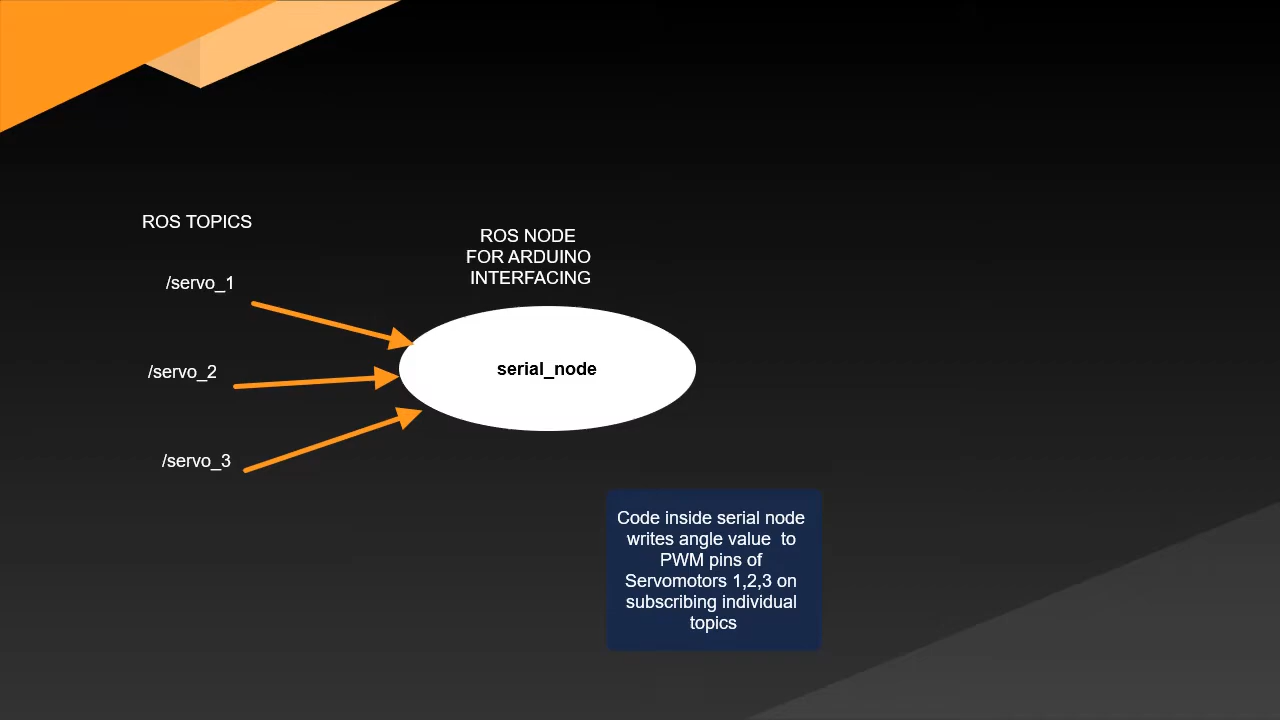 ROS TOPICS
/servo_1
/servo_2
/servo_3
ROS NODE
FOR ARDUINO
INTERFACING
serial_node
Code inside serial node
writes angle value  to
PWM pins of
Servomotors 1,2,3 on
subscribing individual
topics